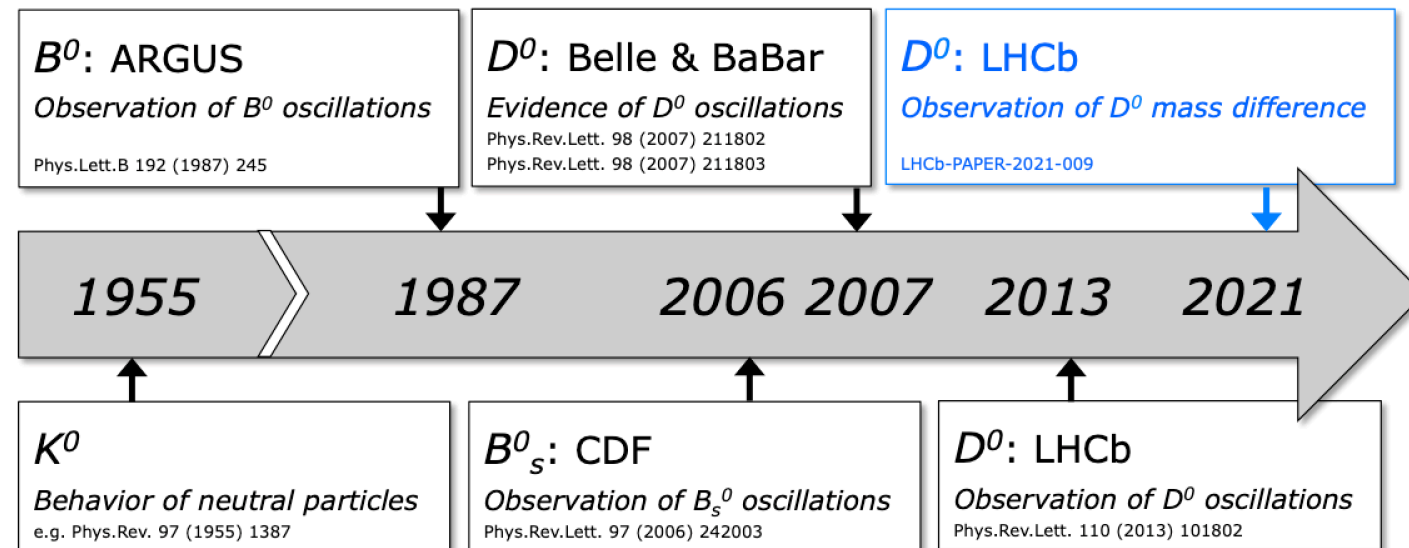 B⁰: ARGUS
Observation of B⁰ oscillations
Phys.Lett.B 192 (1987) 245
D⁰: Belle & BaBar
Evidence of D⁰ oscillations
Phys.Rev.Lett. 98 (2007) 211802
Phys.Rev.Lett. 98 (2007) 211803
D⁰: LHCb
Observation of D⁰ mass difference
LHCb-PAPER-2021-009
1955 1987 2006 2007 2013 2021
K⁰
Behavior of neutral particles
e.g. Phys.Rev. 97 (1955) 1387
B⁰ₛ: CDF
Observation of Bₛ⁰ oscillations
Phys.Rev.Lett. 97 (2006) 242003
D⁰: LHCb
Observation of D⁰ oscillations
Phys.Rev.Lett. 110 (2013) 101802